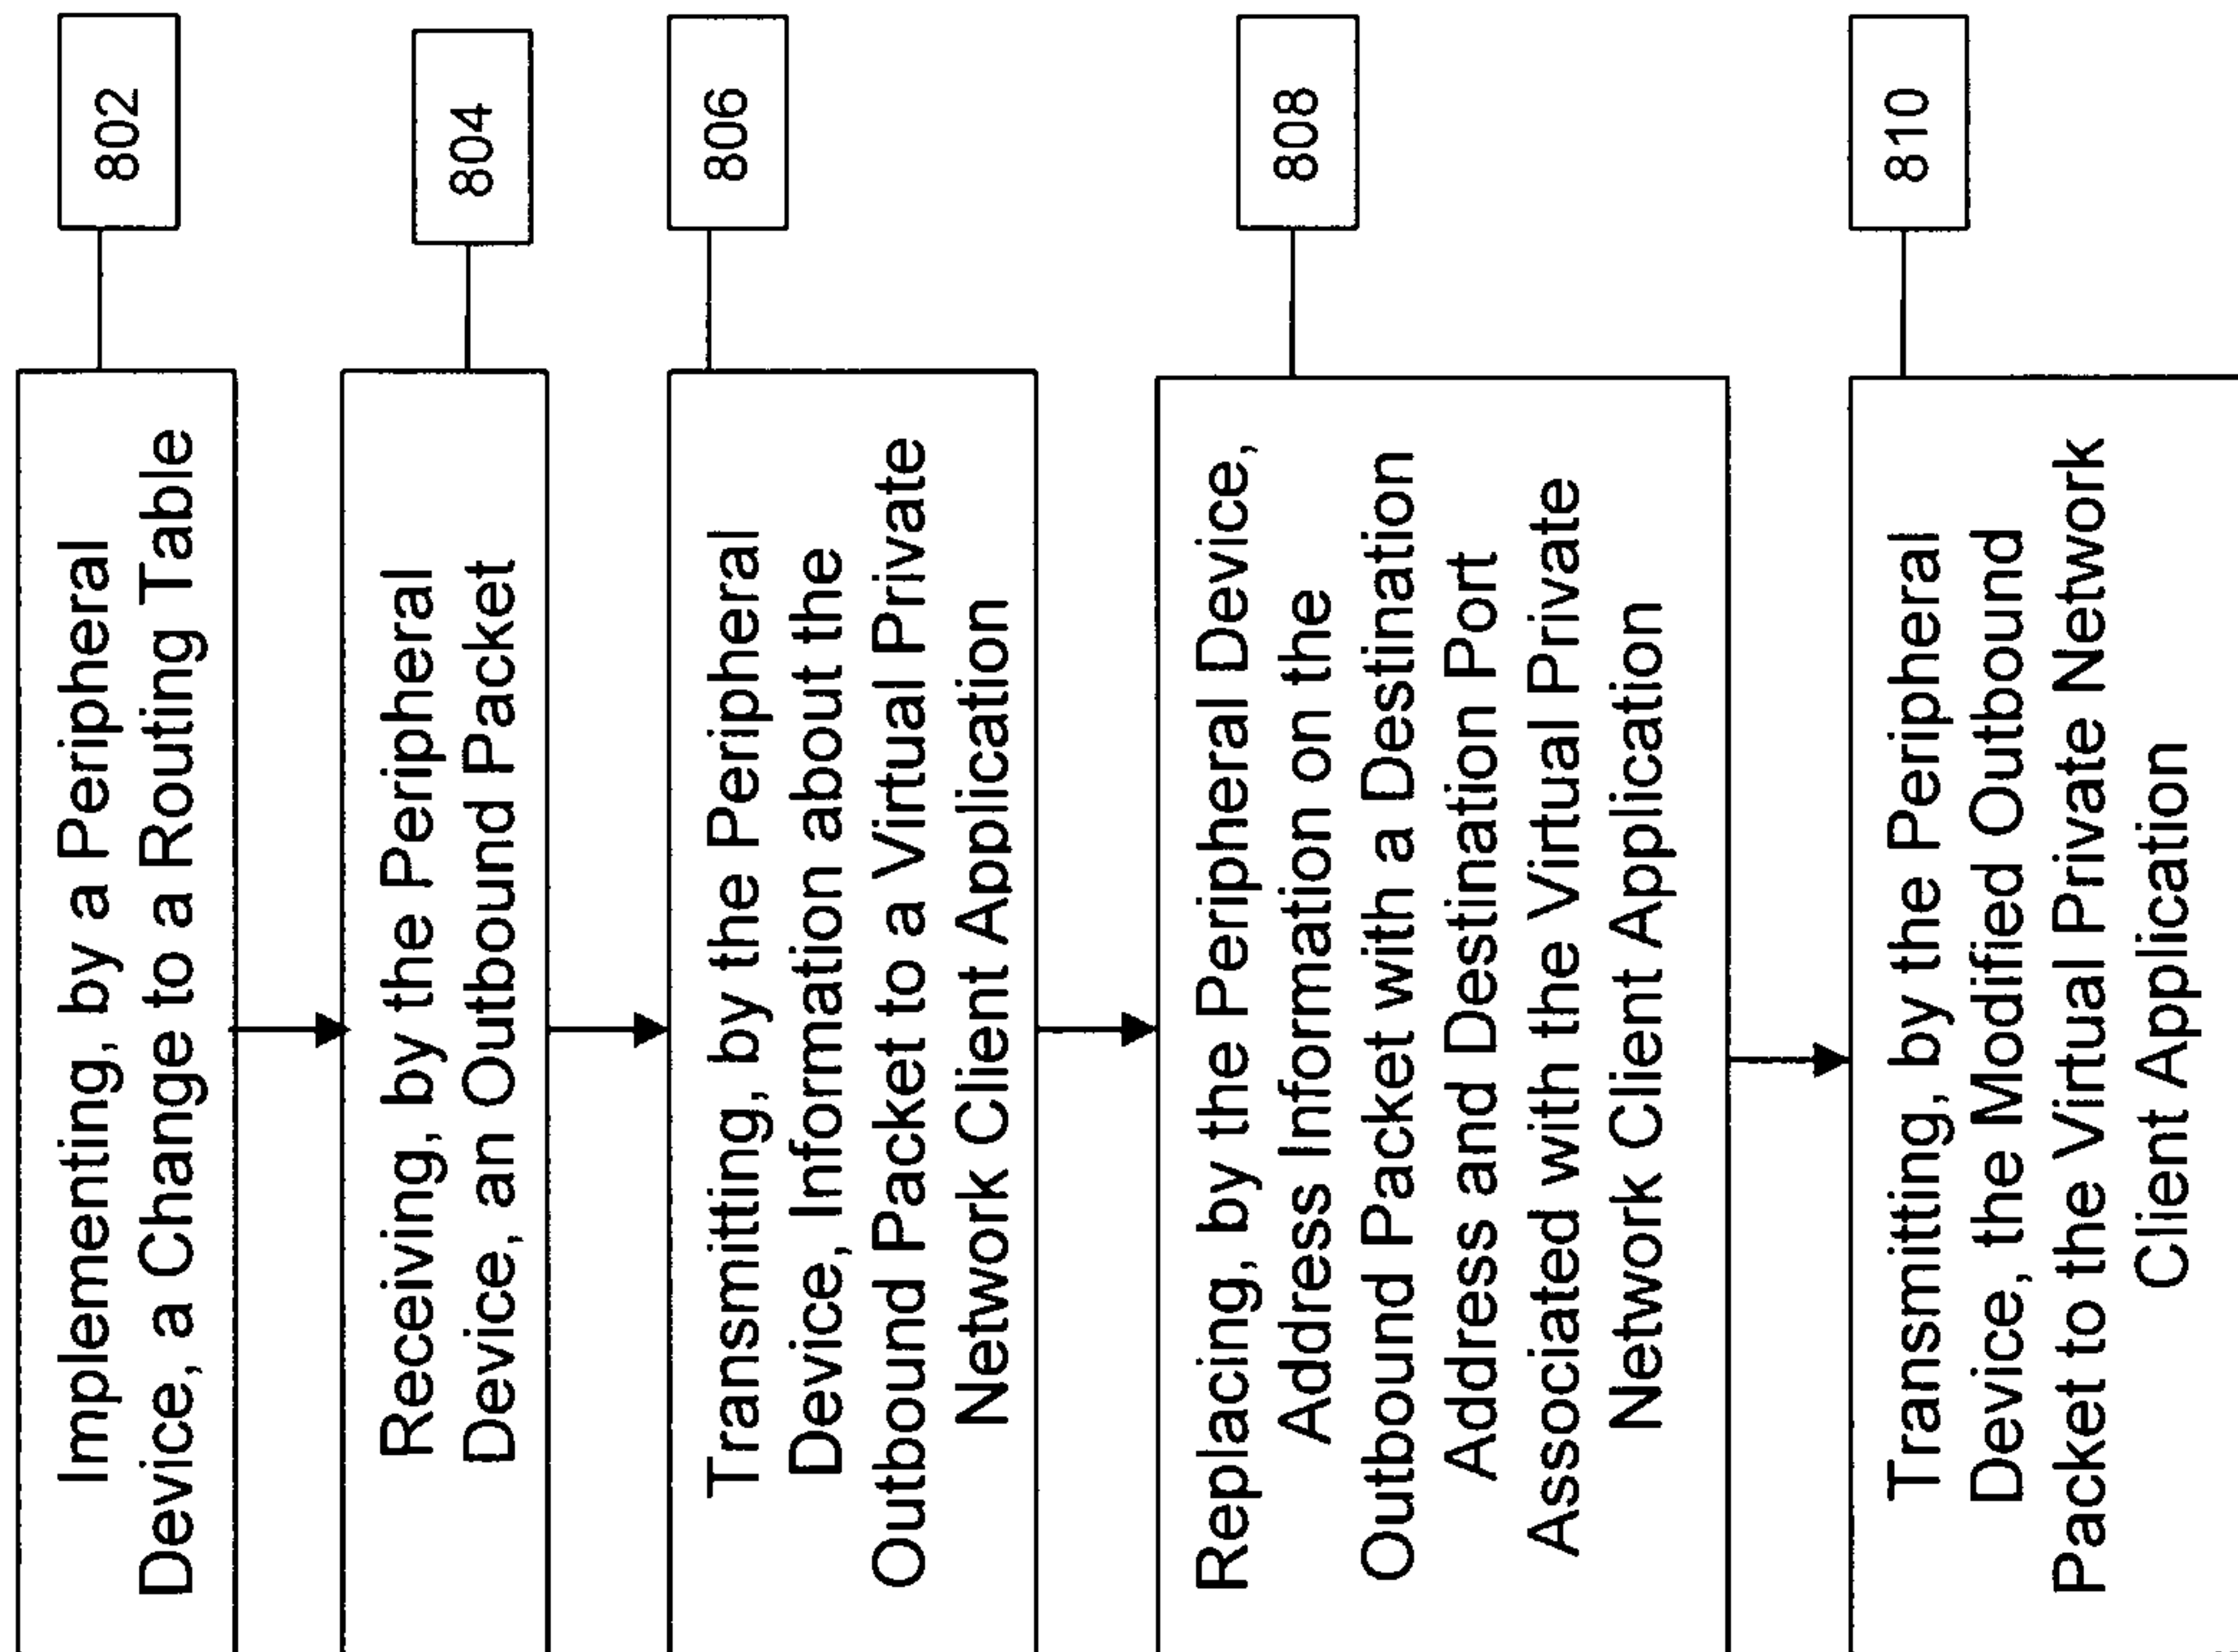 Implementing, by a Peripheral
Device, a Change to a Routing Table
802
Receiving, by the Peripheral
Device, an Outbound Packet
804
Transmitting, by the Peripheral
Device, Information about the
Outbound Packet to a Virtual Private
Network Client Application
806
Replacing, by the Peripheral Device,
Address Information on the
Outbound Packet with a Destination
Address and Destination Port
Associated with the Virtual Private
Network Client Application
808
Transmitting, by the Peripheral
Device, the Modified Outbound
Packet to the Virtual Private Network
Client Application
810